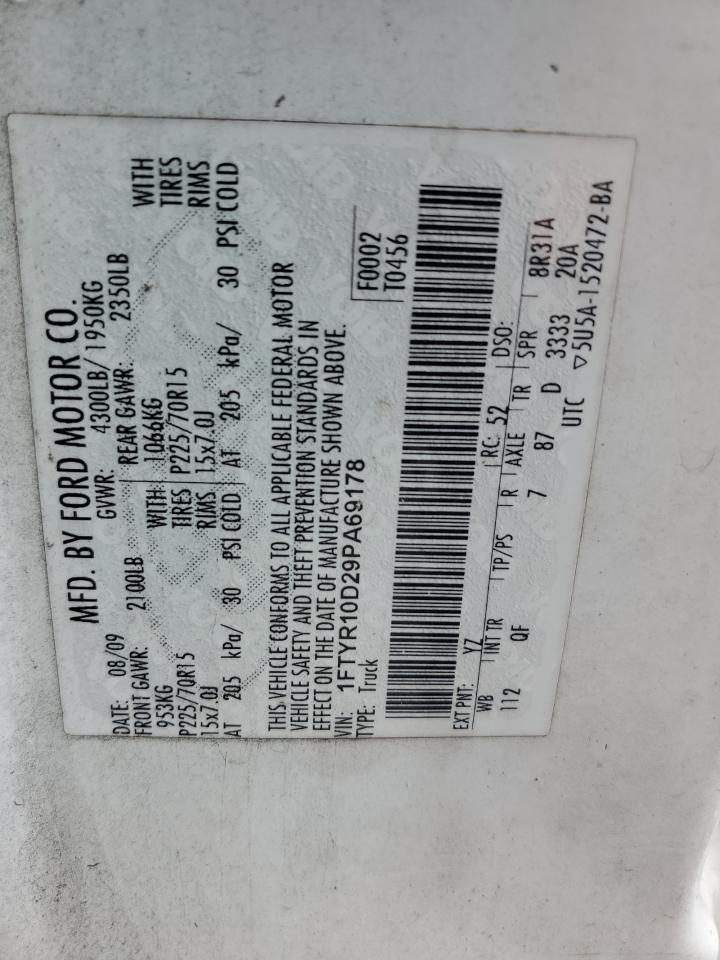 MFD. BY FORD MOTOR CO.
DATE: 08/09 GVWR: 4300LB/ 1950KG
FRONT GAWR: 2100LB REAR GAWR: 2350LB
953KG WITH 1066KG WITH
P225/70R15 TIRES P225/70R15 TIRES
15x7.0J RIMS 15x7.0J RIMS
AT 205 kPa/ 30 PSI COLD AT 205 kPa/ 30 PSI COLD
THIS VEHICLE CONFORMS TO ALL APPLICABLE FEDERAL MOTOR
VEHICLE SAFETY AND THEFT PREVENTION STANDARDS IN
EFFECT ON THE DATE OF MANUFACTURE SHOWN ABOVE.
VIN: 1FTYR10D29PA69178 F0002
TYPE: Truck T0456
EXT PNT: YZ RC: 52 DSO:
WB INT TR TP/PS R AXLE TR SPR 8R31A
112 QF 7 87 D 3333 20A
UTC ▽5U5A-1520472-BA